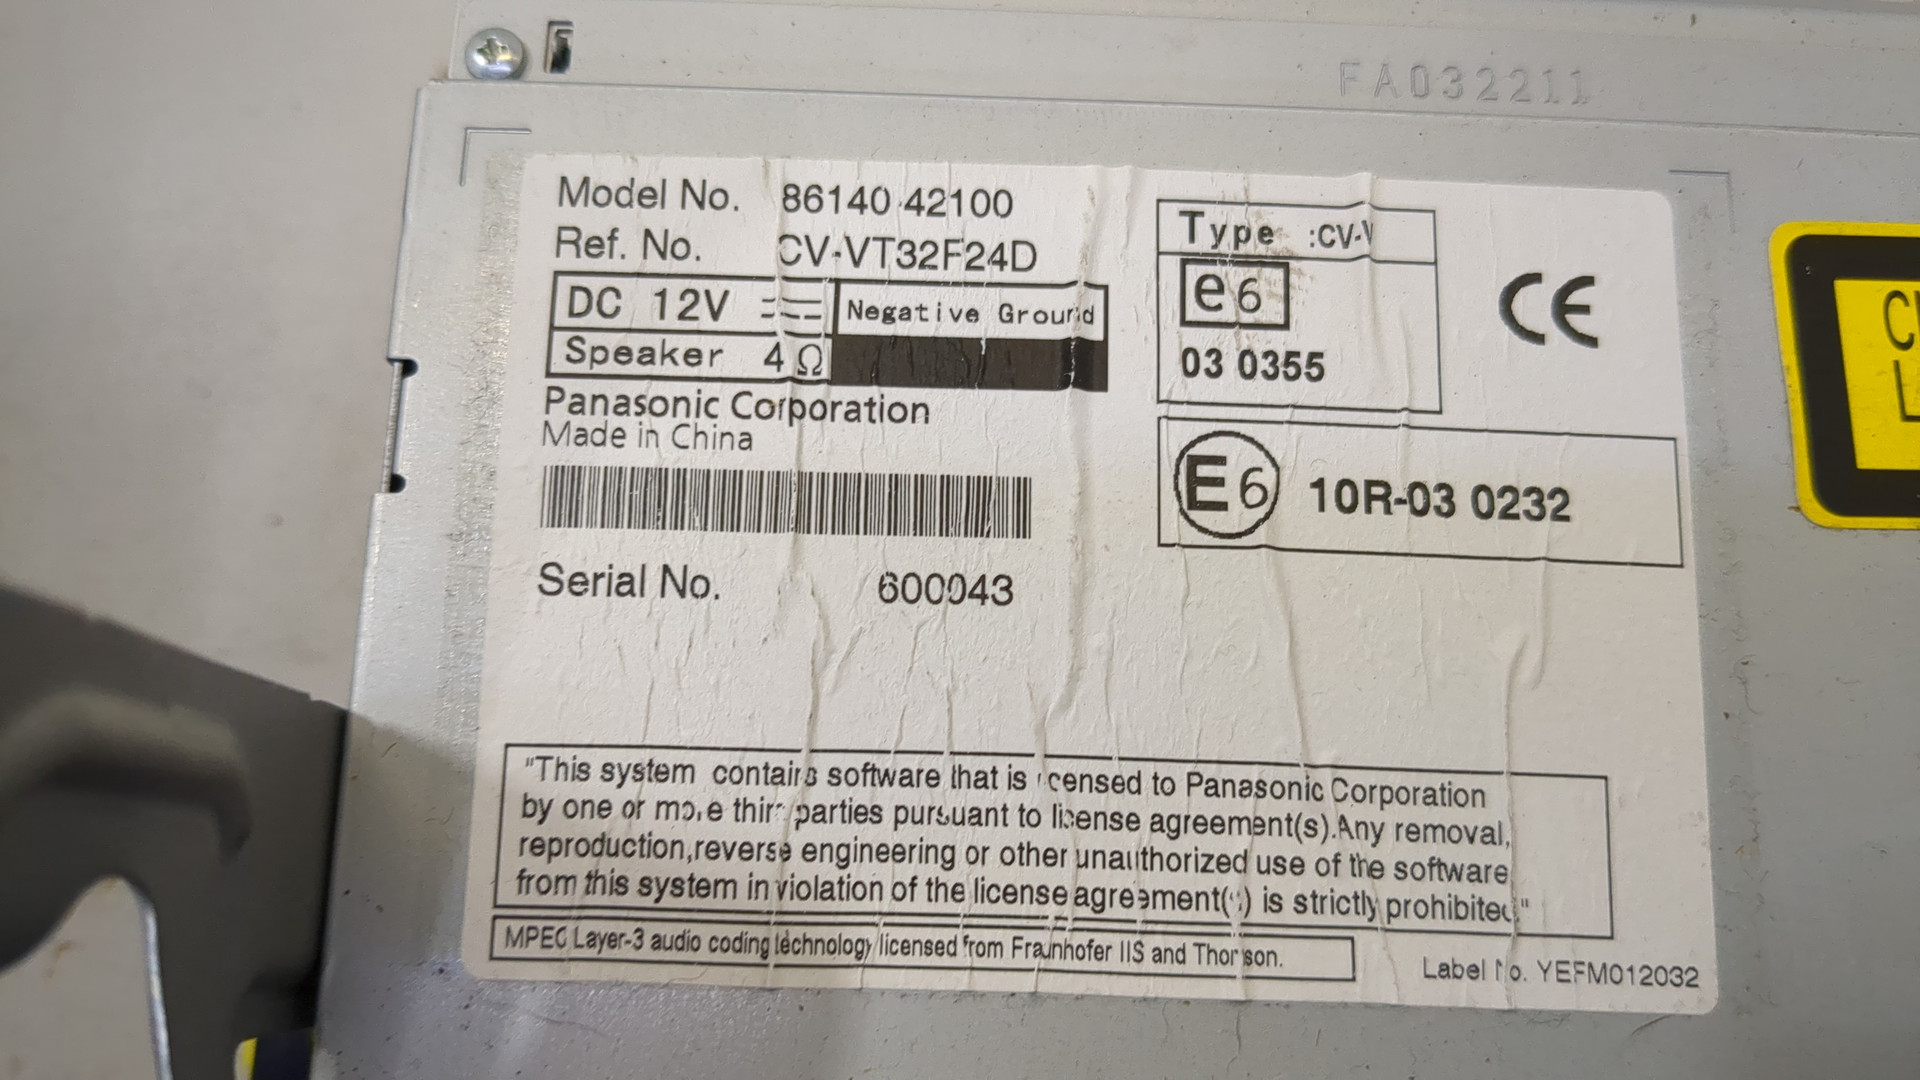 FA032211
Model No. 86140 42100
Ref. No. CV-VT32F24D
DC 12V Negative Ground
Speaker 4Ω
Panasonic Corporation
Made in China
Serial No. 600043
Type :CV-V
e6
03 0355
CE
E6 10R-03 0232
"This system contains software that is licensed to Panasonic Corporation
by one or more third parties pursuant to license agreement(s).Any removal,
reproduction,reverse engineering or other unauthorized use of the software
from this system in violation of the license agreement(s) is strictly prohibited."
MPEG Layer-3 audio coding technology licensed from Fraunhofer IIS and Thomson.
Label No. YEFM012032